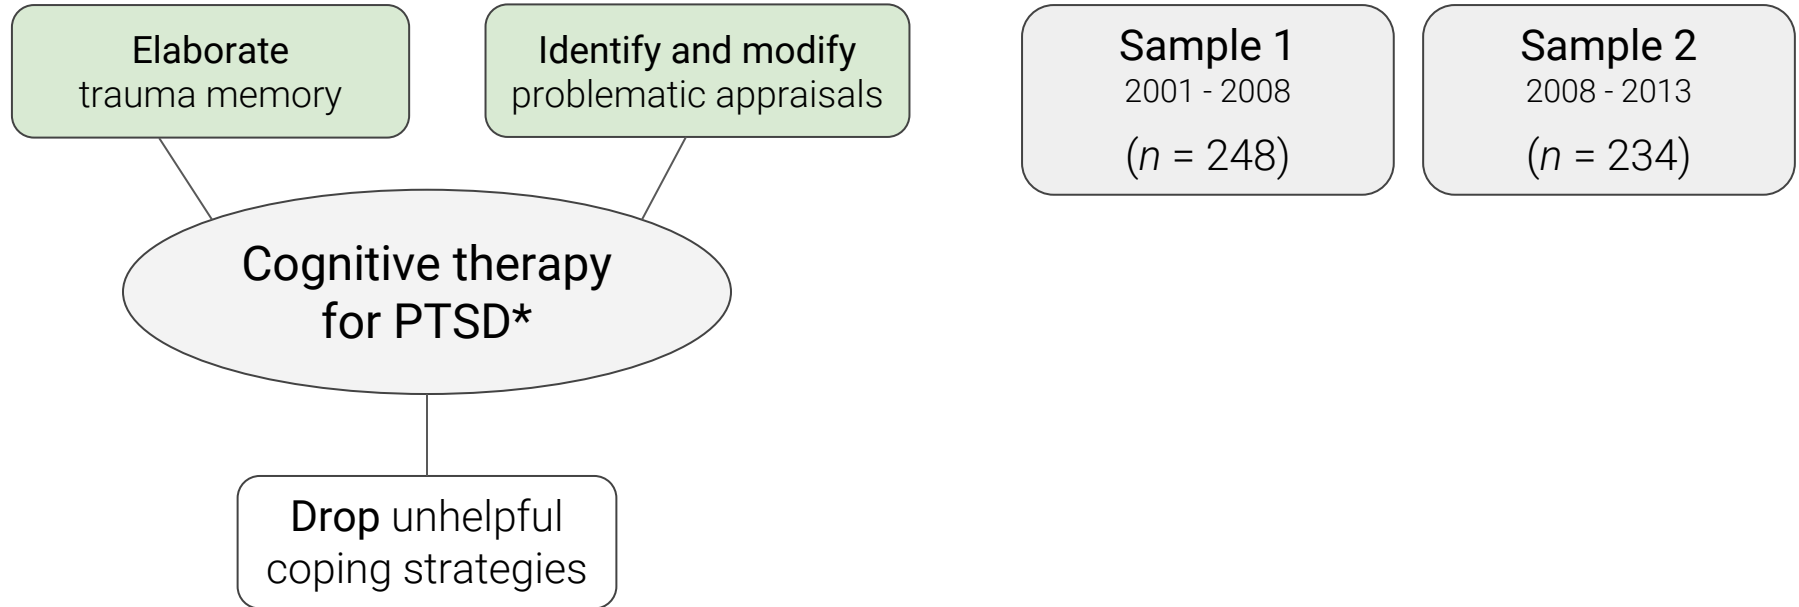 Elaborate
trauma memory
Identify and modify
problematic appraisals
Cognitive therapy
for PTSD*
Drop unhelpful
coping strategies
Sample 1
2001 - 2008
(n = 248)
Sample 2
2008 - 2013
(n = 234)